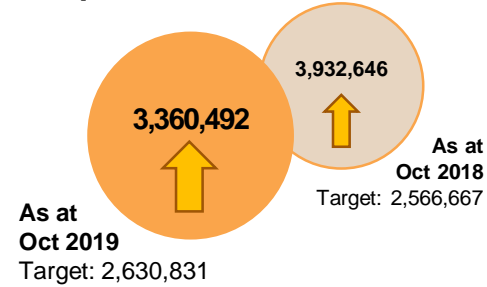 3,932,646
3,360,492
As at
Oct 2018
Target: 2,566,667
As at
Oct 2019
Target: 2,630,831